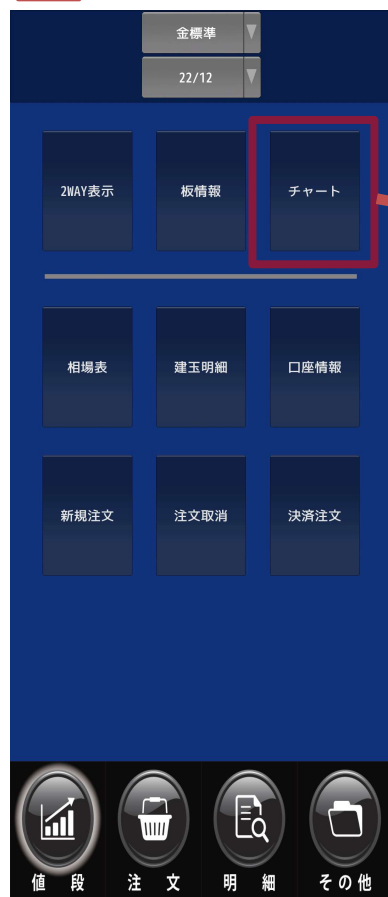 金標準
22/12
2WAY表示
板情報
チャート
相場表
建玉明細
口座情報
新規注文
注文取消
決済注文
値段
注文
明細
その他